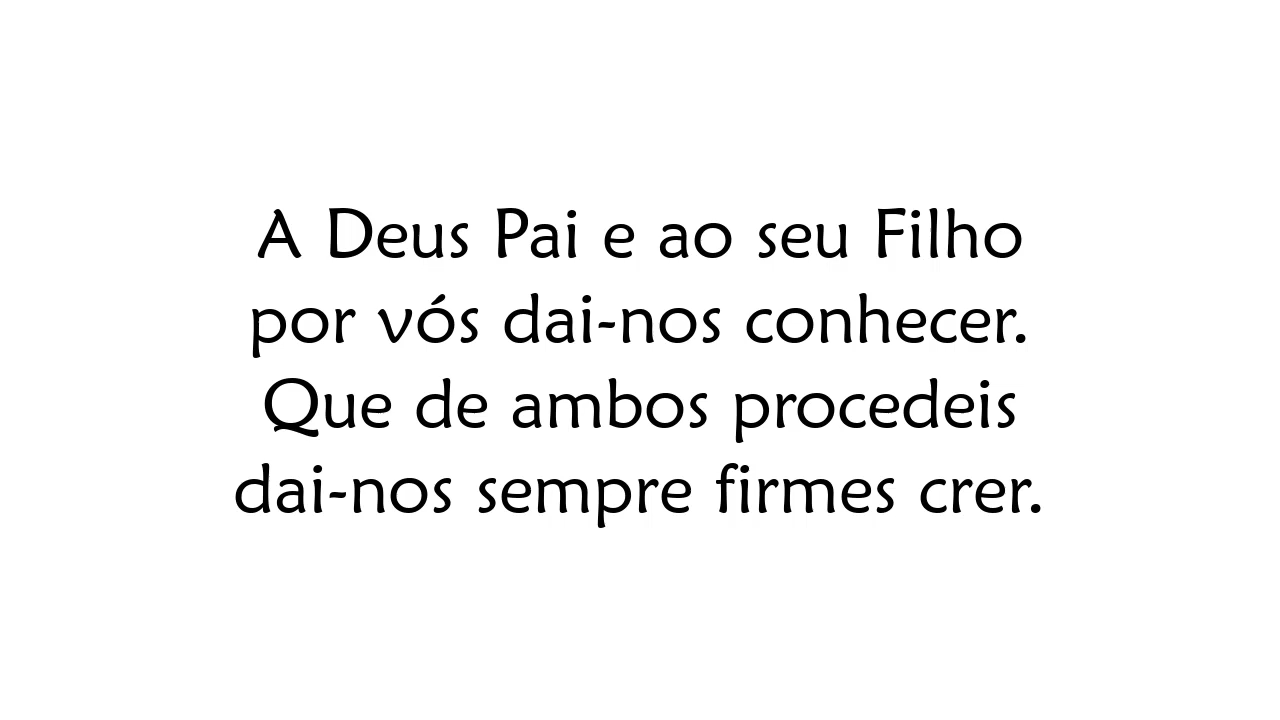 A Deus Pai e ao seu Filho
por vós dai-nos conhecer.
Que de ambos procedeis
dai-nos sempre firmes crer.